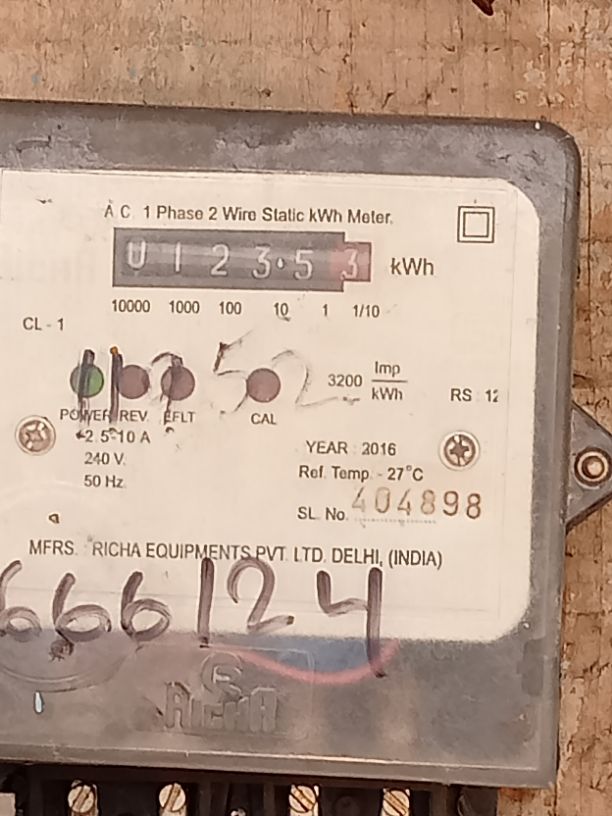 A C 1 Phase 2 Wire Static kWh Meter.
0 1 2 3 · 5 3 kWh
10000 1000 100 10 1 1/10
CL - 1
3200 Imp/kWh RS : 12
POWER REV. EFLT CAL
2.5-10 A
240 V.
50 Hz
YEAR : 2016
Ref. Temp. - 27°C
SL. No. 404898
MFRS. : RICHA EQUIPMENTS PVT. LTD. DELHI, (INDIA)
666124
RICHA